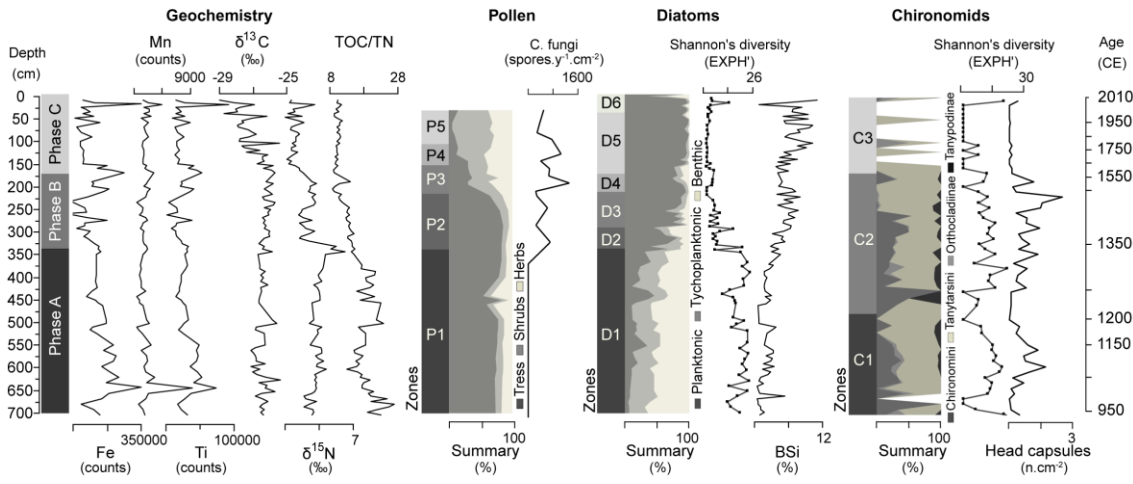 Geochemistry
Pollen
Diatoms
Chironomids
Depth
(cm)
Mn
(counts)
9000
δ13C
(‰)
-29
-25
TOC/TN
8
28
C. fungi
(spores.y-1.cm-2)
1600
Shannon's diversity
(EXPH')
26
Shannon's diversity
(EXPH')
30
Age
(CE)
0
50
100
150
200
250
300
350
400
450
500
550
600
650
700
Phase C
Phase B
Phase A
P5
P4
P3
P2
P1
Zones
Tress
Shrubs
Herbs
D6
D5
D4
D3
D2
D1
Zones
Planktonic
Tychoplanktonic
Benthic
C3
C2
C1
Zones
Chironomini
Tanytarsini
Orthocladiinae
Tanypodinae
2010
1950
1750
1550
1350
1200
1150
950
350000
Fe
(counts)
100000
Ti
(counts)
7
δ15N
(‰)
100
Summary
(%)
100
Summary
(%)
12
BSi
(%)
100
Summary
(%)
3
Head capsules
(n.cm-2)